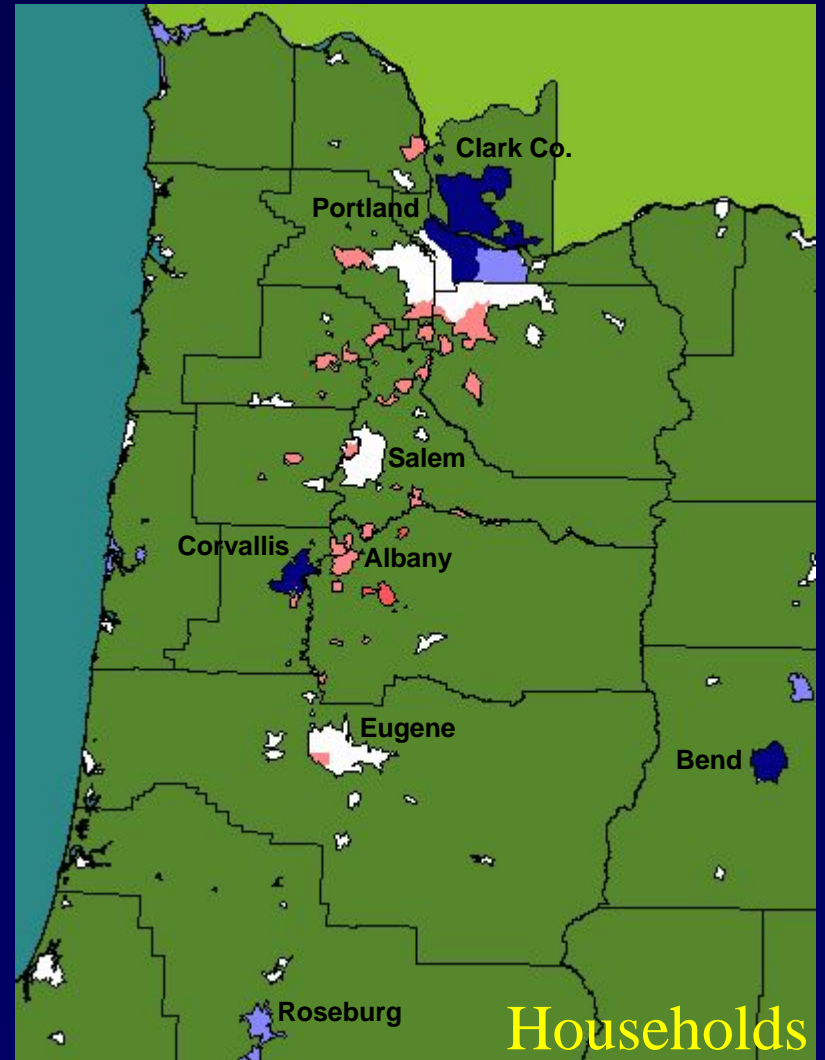 Clark Co.
Portland
Salem
Corvallis
Albany
Eugene
Bend
Roseburg
Households